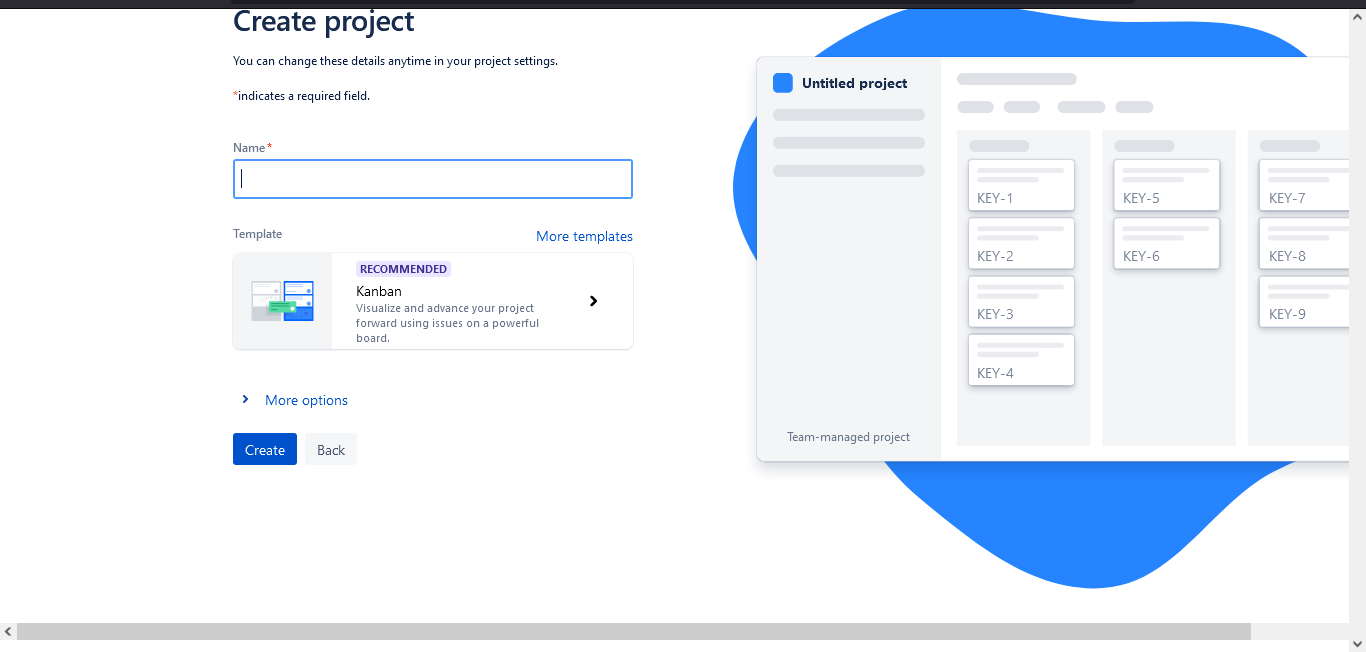 Create project
You can change these details anytime in your project settings.
*indicates a required field.
Name*
Template
More templates
RECOMMENDED
Kanban
Visualize and advance your project
forward using issues on a powerful
board.
More options
Create
Back
Untitled project
KEY-1
KEY-2
KEY-3
KEY-4
KEY-5
KEY-6
KEY-7
KEY-8
KEY-9
Team-managed project